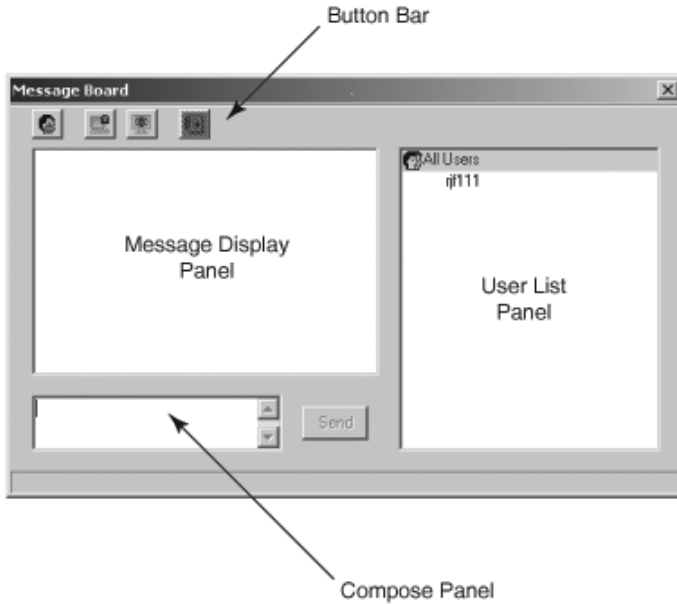 Button Bar
Message Board
All Users
rjf111
Message Display
Panel
User List
Panel
Send
Compose Panel